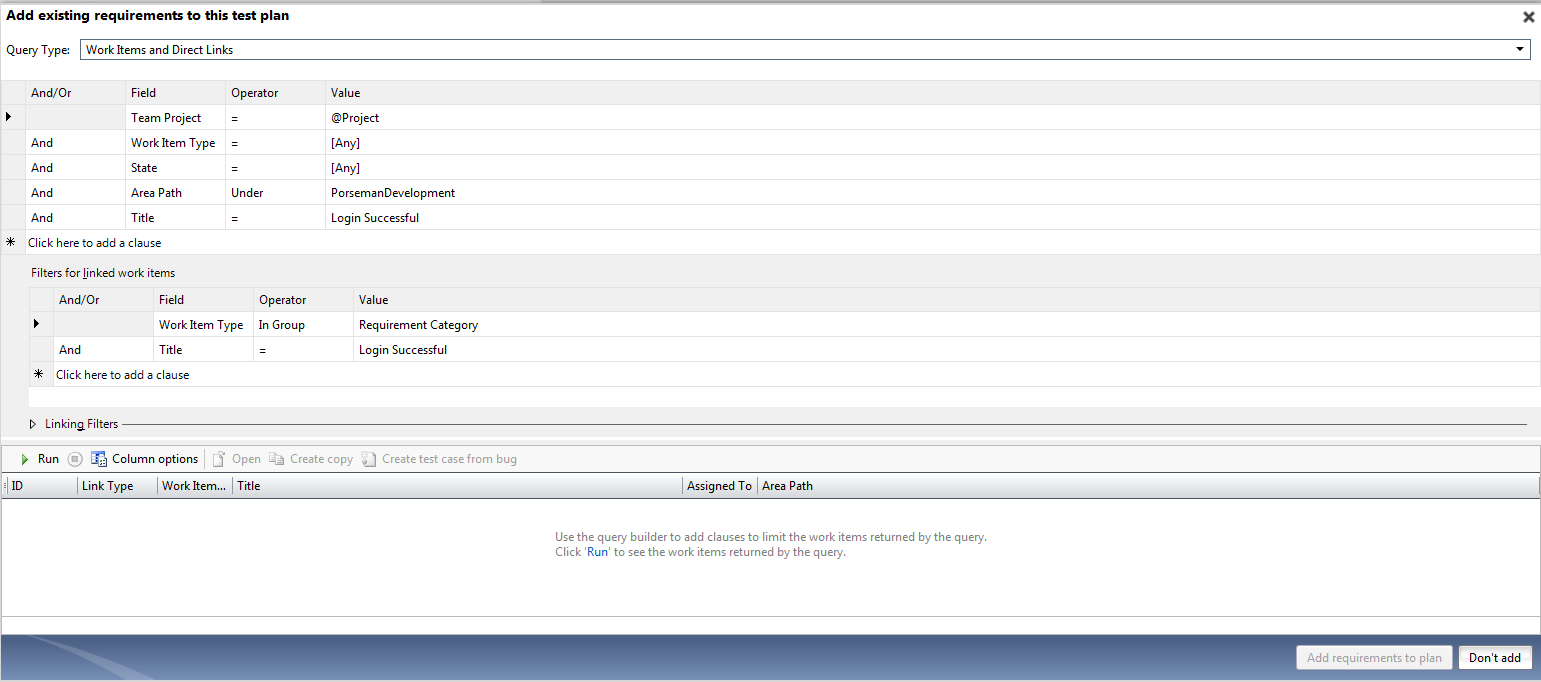 Add existing requirements to this test plan
Query Type: Work Items and Direct Links
And/Or Field Operator Value
Team Project = @Project
And Work Item Type = [Any]
And State = [Any]
And Area Path Under PorsemanDevelopment
And Title = Login Successful
Click here to add a clause
Filters for linked work items
And/Or Field Operator Value
Work Item Type In Group Requirement Category
And Title = Login Successful
Click here to add a clause
Linking Filters
Run Column options Open Create copy Create test case from bug
ID Link Type Work Item... Title Assigned To Area Path
Use the query builder to add clauses to limit the work items returned by the query.
Click 'Run' to see the work items returned by the query.
Add requirements to plan Don't add